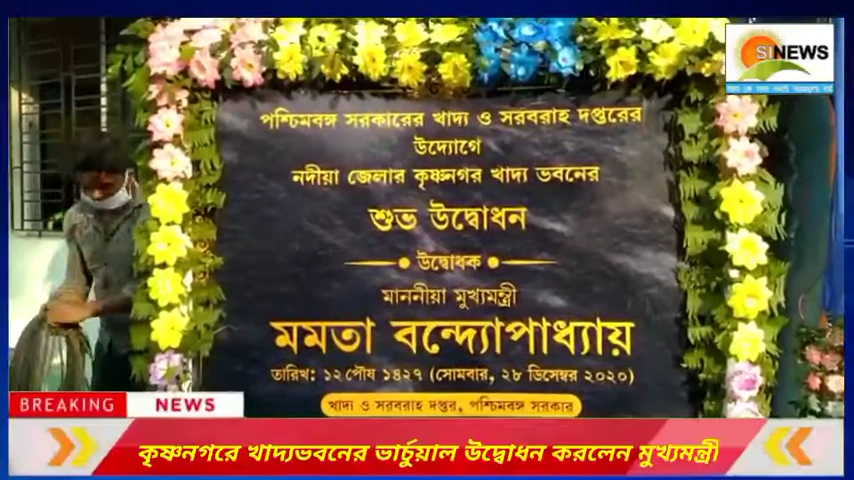 SINEWS
পশ্চিমবঙ্গ সরকারের খাদ্য ও সরবরাহ দপ্তরের
উদ্যোগে
নদীয়া জেলার কৃষ্ণনগর খাদ্য ভবনের
শুভ উদ্বোধন
উদ্বোধক
মাননীয়া মুখ্যমন্ত্রী
মমতা বন্দ্যোপাধ্যায়
তারিখ: ১২ পৌষ ১৪২৭ (সোমবার, ২৮ ডিসেম্বর ২০২০)
খাদ্য ও সরবরাহ দপ্তর, পশ্চিমবঙ্গ সরকার
BREAKING NEWS
কৃষ্ণনগরে খাদ্যভবনের ভার্চুয়াল উদ্বোধন করলেন মুখ্যমন্ত্রী